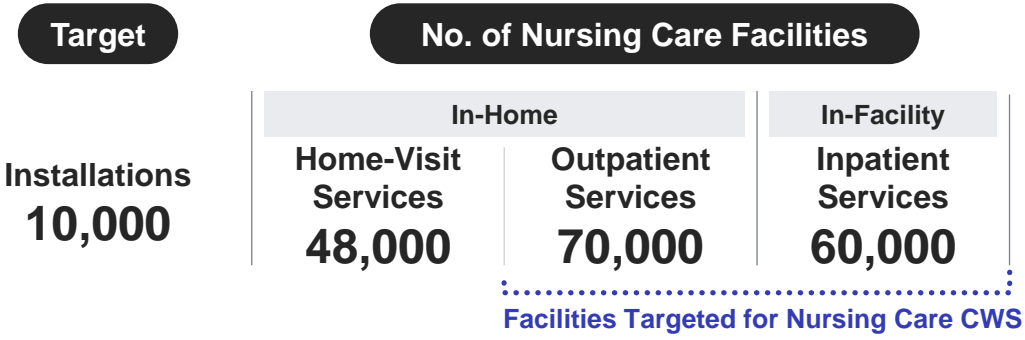 Target
No. of Nursing Care Facilities
In-Home
In-Facility
Installations
10,000
Home-Visit
Services
48,000
Outpatient
Services
70,000
Inpatient
Services
60,000
Facilities Targeted for Nursing Care CWS